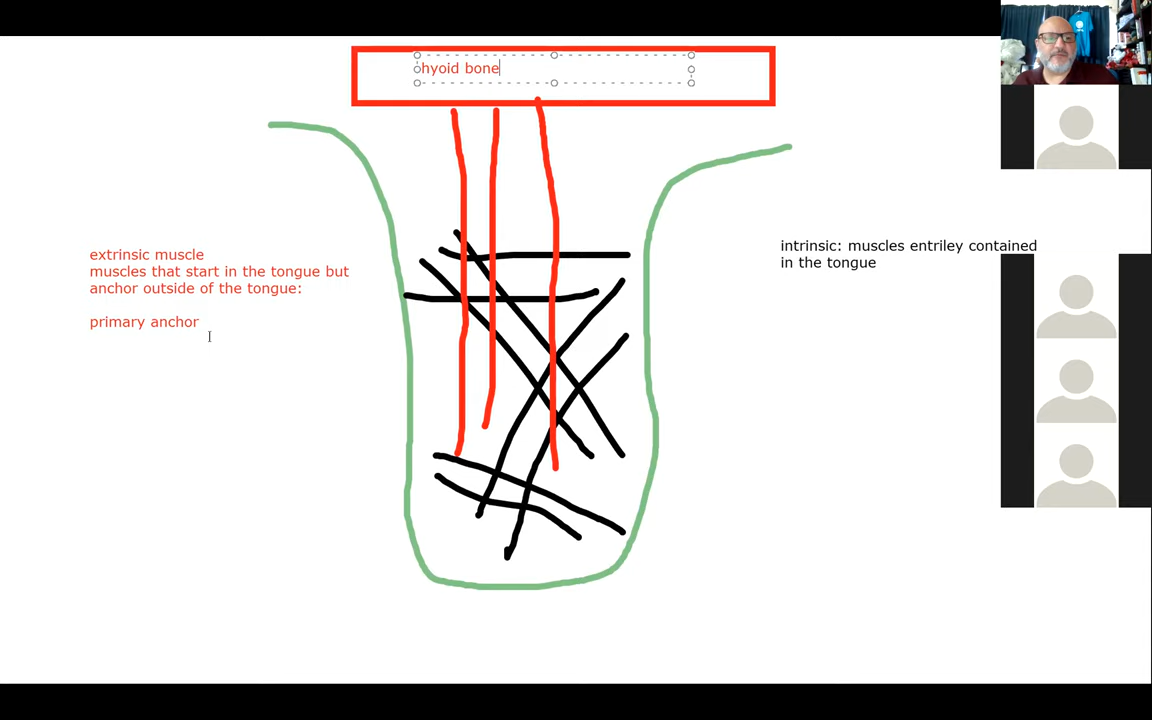 hyoid bone
extrinsic muscle
muscles that start in the tongue but
anchor outside of the tongue:
primary anchor
intrinsic: muscles entriley contained
in the tongue